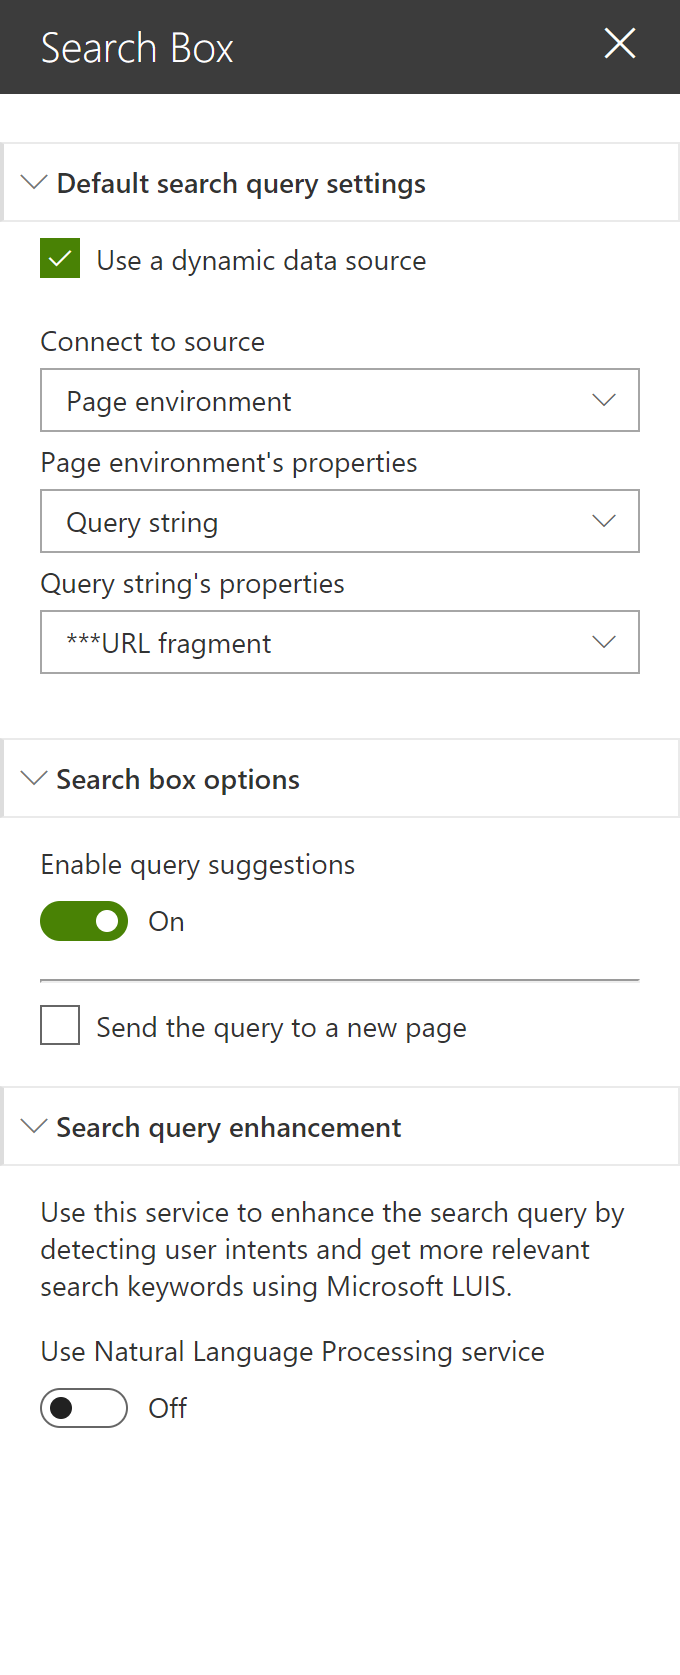 Search Box
Default search query settings
Use a dynamic data source
Connect to source
Page environment
Page environment's properties
Query string
Query string's properties
***URL fragment
Search box options
Enable query suggestions
On
Send the query to a new page
Search query enhancement
Use this service to enhance the search query by
detecting user intents and get more relevant
search keywords using Microsoft LUIS.
Use Natural Language Processing service
Off